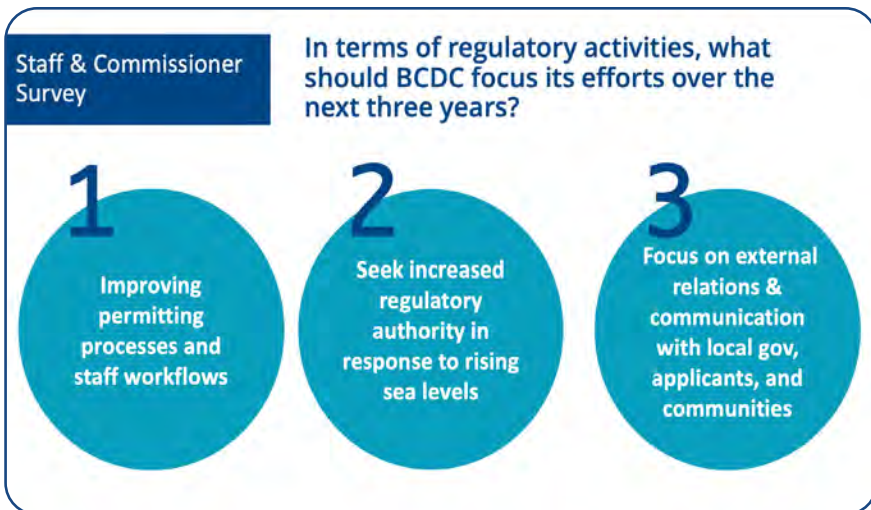 Staff & Commissioner
Survey
In terms of regulatory activities, what
should BCDC focus its efforts over the
next three years?
1
Improving
permitting
processes and
staff workflows
2
Seek increased
regulatory
authority in
response to rising
sea levels
3
Focus on external
relations &
communication
with local gov,
applicants, and
communities